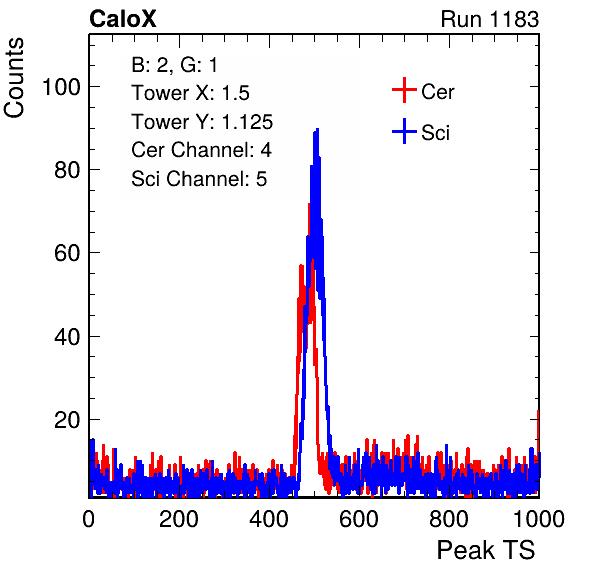 CaloX
Run 1183
Counts
B: 2, G: 1
Tower X: 1.5
Tower Y: 1.125
Cer Channel: 4
Sci Channel: 5
Cer
Sci
100
80
60
40
20
0 200 400 600 800 1000
Peak TS